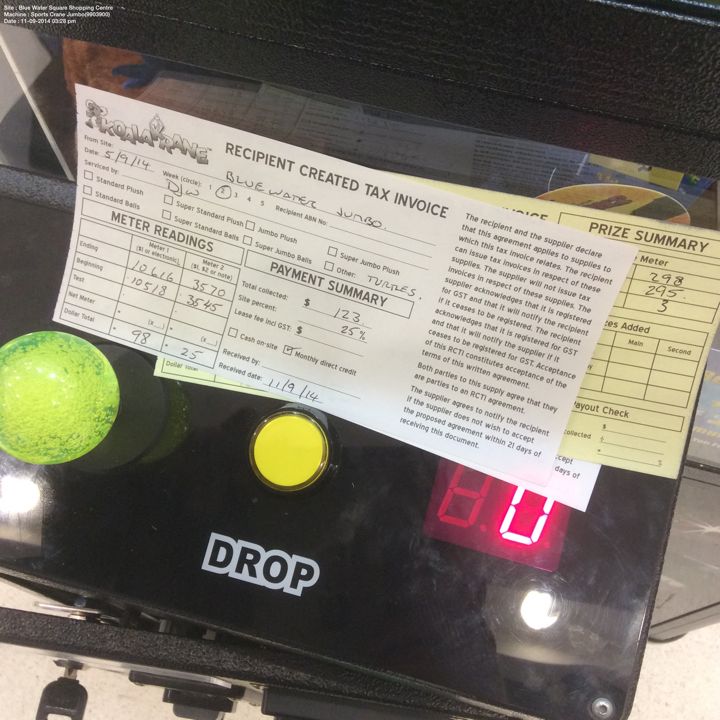 Site : Blue Water Square Shopping Centre
Machine : Sports Crane Jumbo(9903900)
Date : 11-09-2014 03:28 pm
KOALA KRANE
RECIPIENT CREATED TAX INVOICE
From Site: BLUEWATER JUMBO.
Date: 5/9/14 Week (circle): 1 2 3 4 5 Recipient ABN No:
Serviced by: DW
Standard Plush Super Standard Plush Jumbo Plush Super Jumbo Plush
Standard Balls Super Standard Balls Super Jumbo Balls Other: TURTLES.
METER READINGS
Meter 1 Meter 2
($1 or electronic) ($1, $2 or note)
Ending 10616 3570
Beginning 10518 3545
Test
Net Meter (x...) (x...)
Dollar Total 98 25
PAYMENT SUMMARY
Total collected: $ 123
Site percent: 25%
Lease fee incl GST: $
Cash on-site Monthly direct credit
Received by:
Received date: 11/9/14
The recipient and the supplier declare
that this agreement applies to supplies to
which this tax invoice relates. The recipient
can issue tax invoices in respect of these
supplies. The supplier will not issue tax
invoices in respect of these supplies. The
supplier acknowledges that it is registered
for GST and that it will notify the recipient
if it ceases to be registered. The recipient
acknowledges that it is registered for GST
and that it will notify the supplier if it
ceases to be registered for GST. Acceptance
of this RCTI constitutes acceptance of the
terms of this written agreement.
Both parties to this supply agree that they
are parties to an RCTI agreement.
The supplier agrees to notify the recipient
if the supplier does not wish to accept
the proposed agreement within 21 days of
receiving this document.
Dollar Total
VOICE
PRIZE SUMMARY
Meter
298
295
3
es Added
Main Second
Payout Check
collected $
$
cept
days of
0
DROP